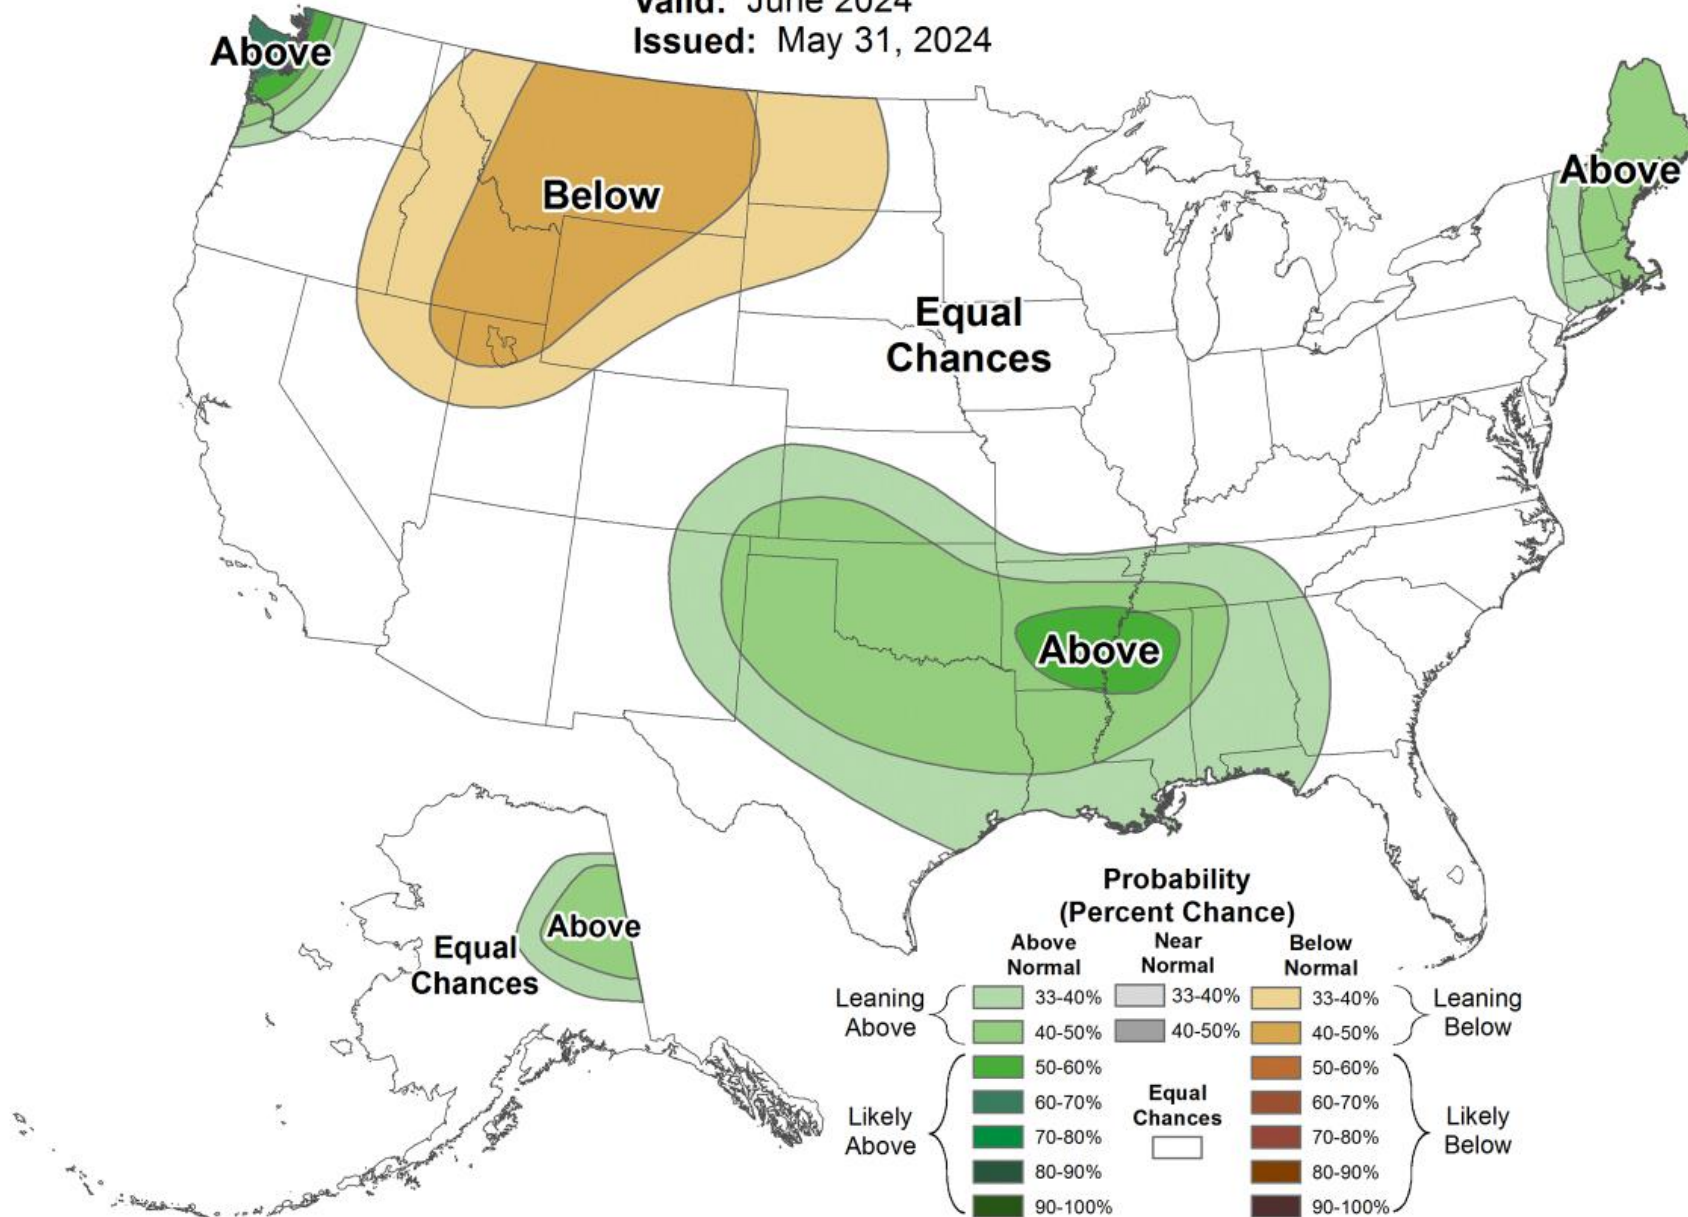 Valid: June 2024
Issued: May 31, 2024
Above
Below
Above
Equal
Chances
Above
Above
Equal
Chances
Probability
(Percent Chance)
Above
Normal
Near
Normal
Below
Normal
Leaning
Above
33-40%
33-40%
33-40%
Leaning
Below
40-50%
40-50%
40-50%
50-60%
50-60%
Likely
Above
60-70%
Equal
Chances
60-70%
Likely
Below
70-80%
70-80%
80-90%
80-90%
90-100%
90-100%